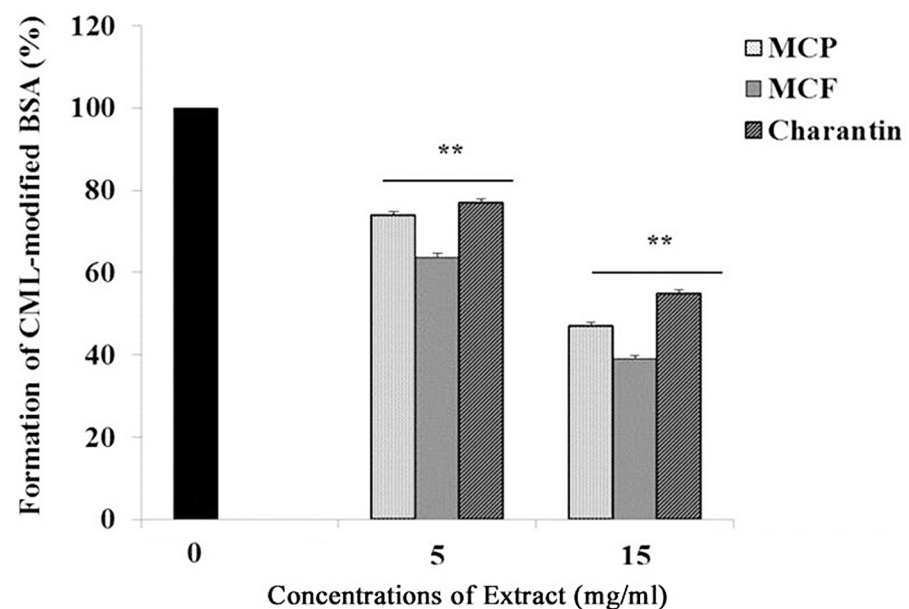 Formation of CML-modified BSA (%)
120
100
80
60
40
20
0
MCP
MCF
Charantin
**
**
0 5 15
Concentrations of Extract (mg/ml)